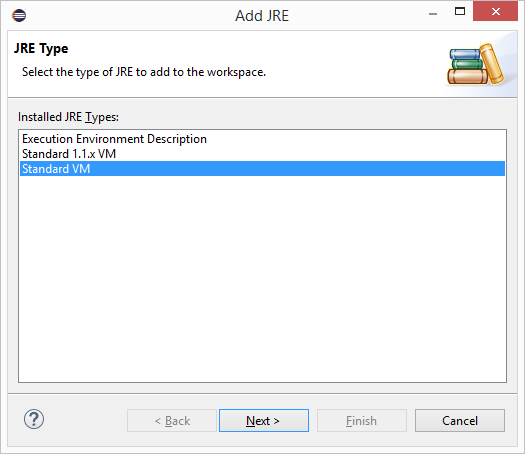 Add JRE
JRE Type
Select the type of JRE to add to the workspace.
Installed JRE Types:
Execution Environment Description
Standard 1.1.x VM
Standard VM
? < Back Next > Finish Cancel